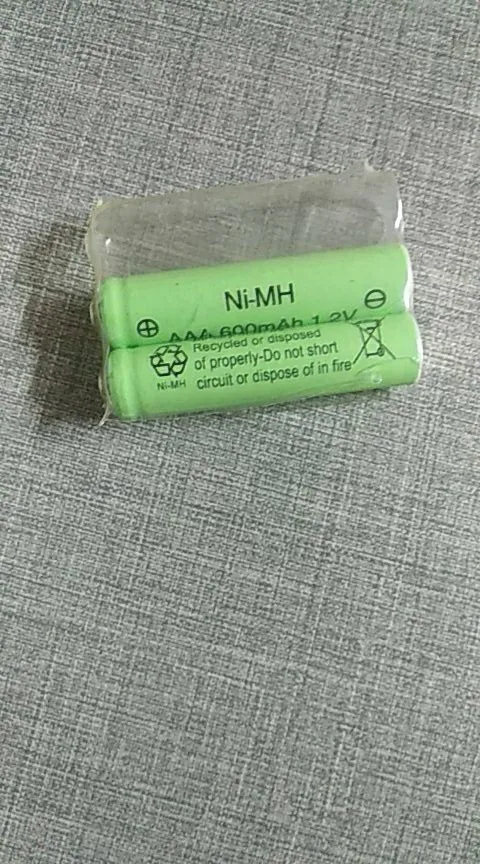 Ni-MH
AAA 600mAh 1.2V
Recycled or disposed
of properly-Do not short
circuit or dispose of in fire
Ni-MH